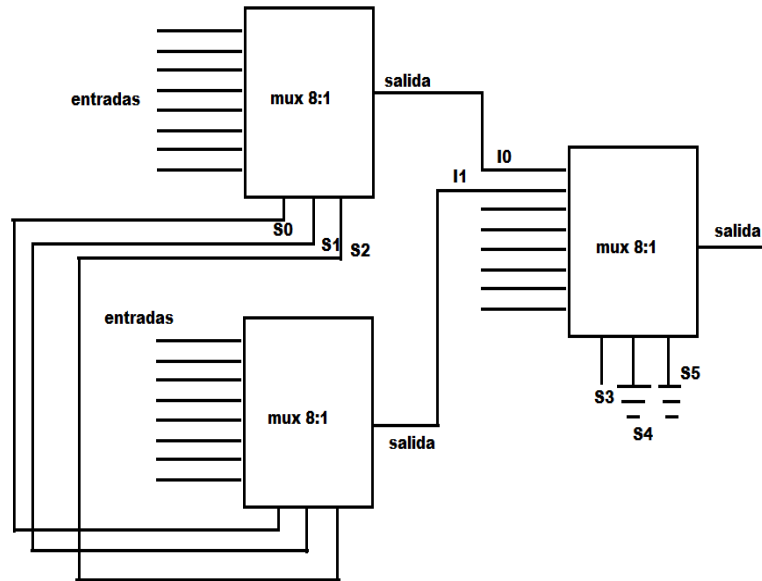 entradas
mux 8:1
salida
S0
S1
S2
I0
I1
mux 8:1
salida
entradas
mux 8:1
salida
S3
S4
S5